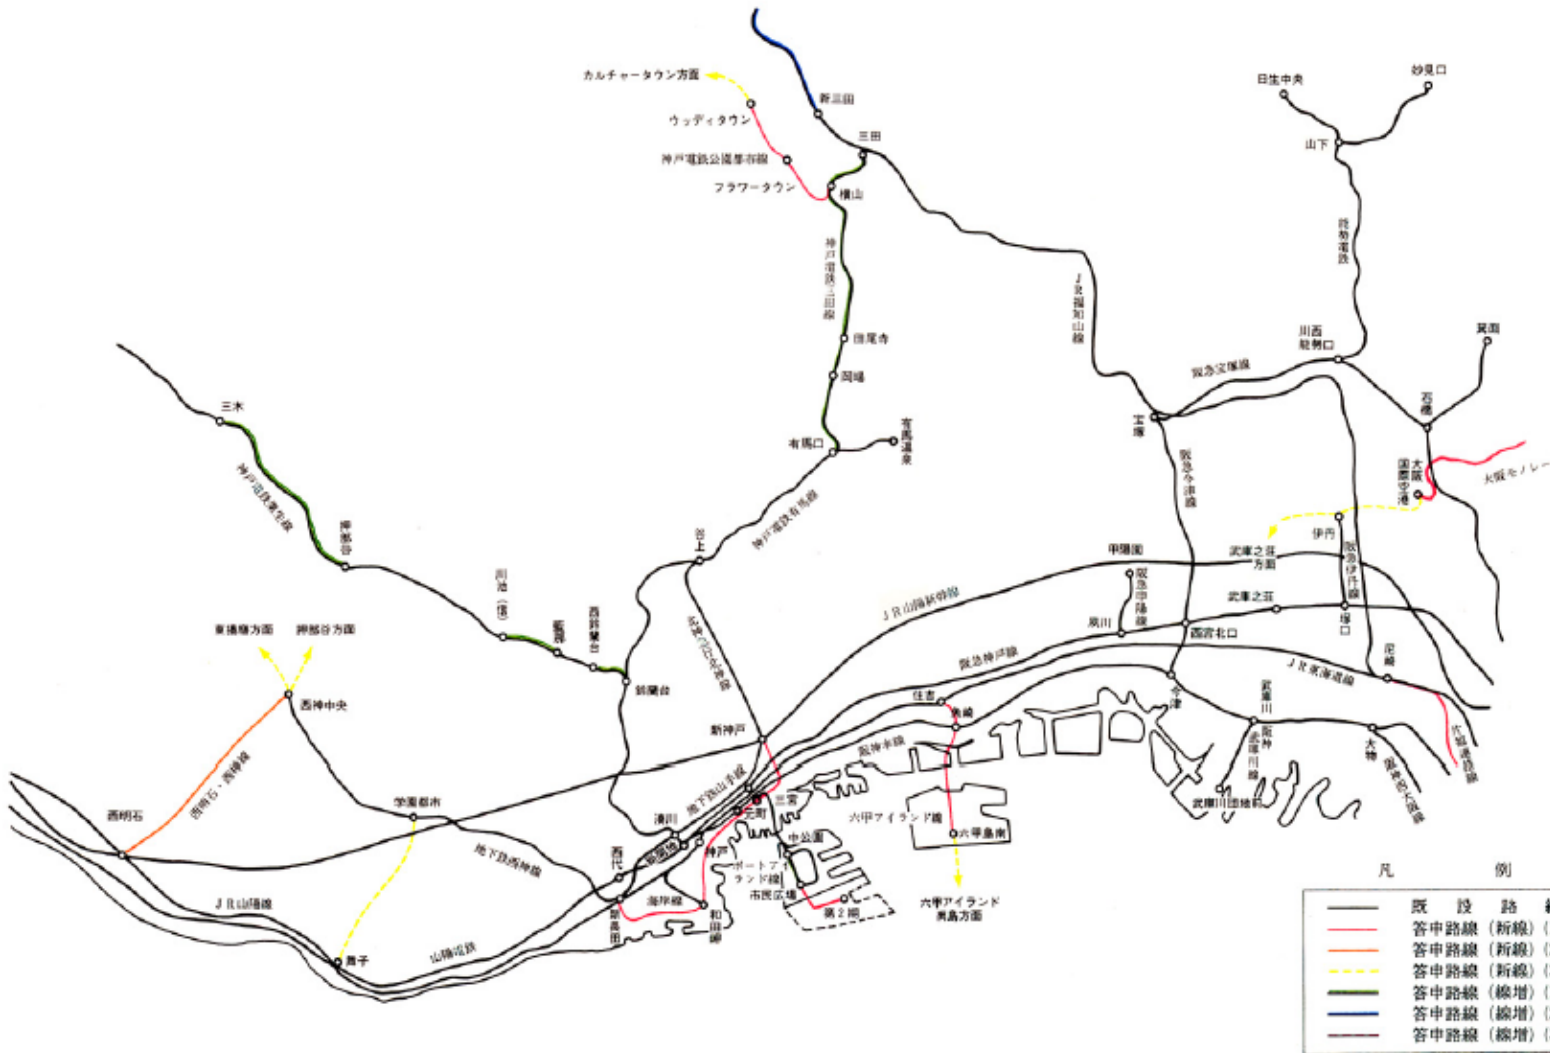 カルチャータウン方面
ウッディタウン
神戸電鉄公園都市線
フラワータウン
新三田
三田
横山
神戸電鉄三田線
田尾寺
岡場
有馬口
有馬温泉
神戸電鉄有馬線
谷上
JR福知山線
日生中央
妙見口
山下
能勢電鉄
川西能勢口
箕面
阪急宝塚線
石橋
宝塚
大阪国際空港
大阪モノレー
阪急今津線
伊丹
阪急伊丹線
甲陽園
阪急甲陽線
武庫之荘方面
武庫之荘
塚口
夙川
西宮北口
JR山陽新幹線
阪急神戸線
JR東海道線
尼崎
三木
神戸電鉄粟生線
押部谷
川池(信)
藍那
西鈴蘭台
鈴蘭台
東播磨方面
押部谷方面
西神中央
西明石・西神線
西明石
学園都市
地下鉄西神線
JR山陽線
山陽電鉄
舞子
新神戸
地下鉄山手線
湊川
新開地
神戸
元町
三宮
西代
新長田
海岸線
和田岬
中公園
ポートアイランド線
市民広場
第2期
住吉
魚崎
阪神本線
六甲アイランド線
六甲島南
六甲アイランド南島方面
今津
武庫川
阪神武庫川線
武庫川団地前
大物
阪神西大阪線
凡例
既設路線
答申路線(新線)(
答申路線(新線)(
答申路線(新線)(
答申路線(線増)(
答申路線(線増)(
答申路線(線増)(